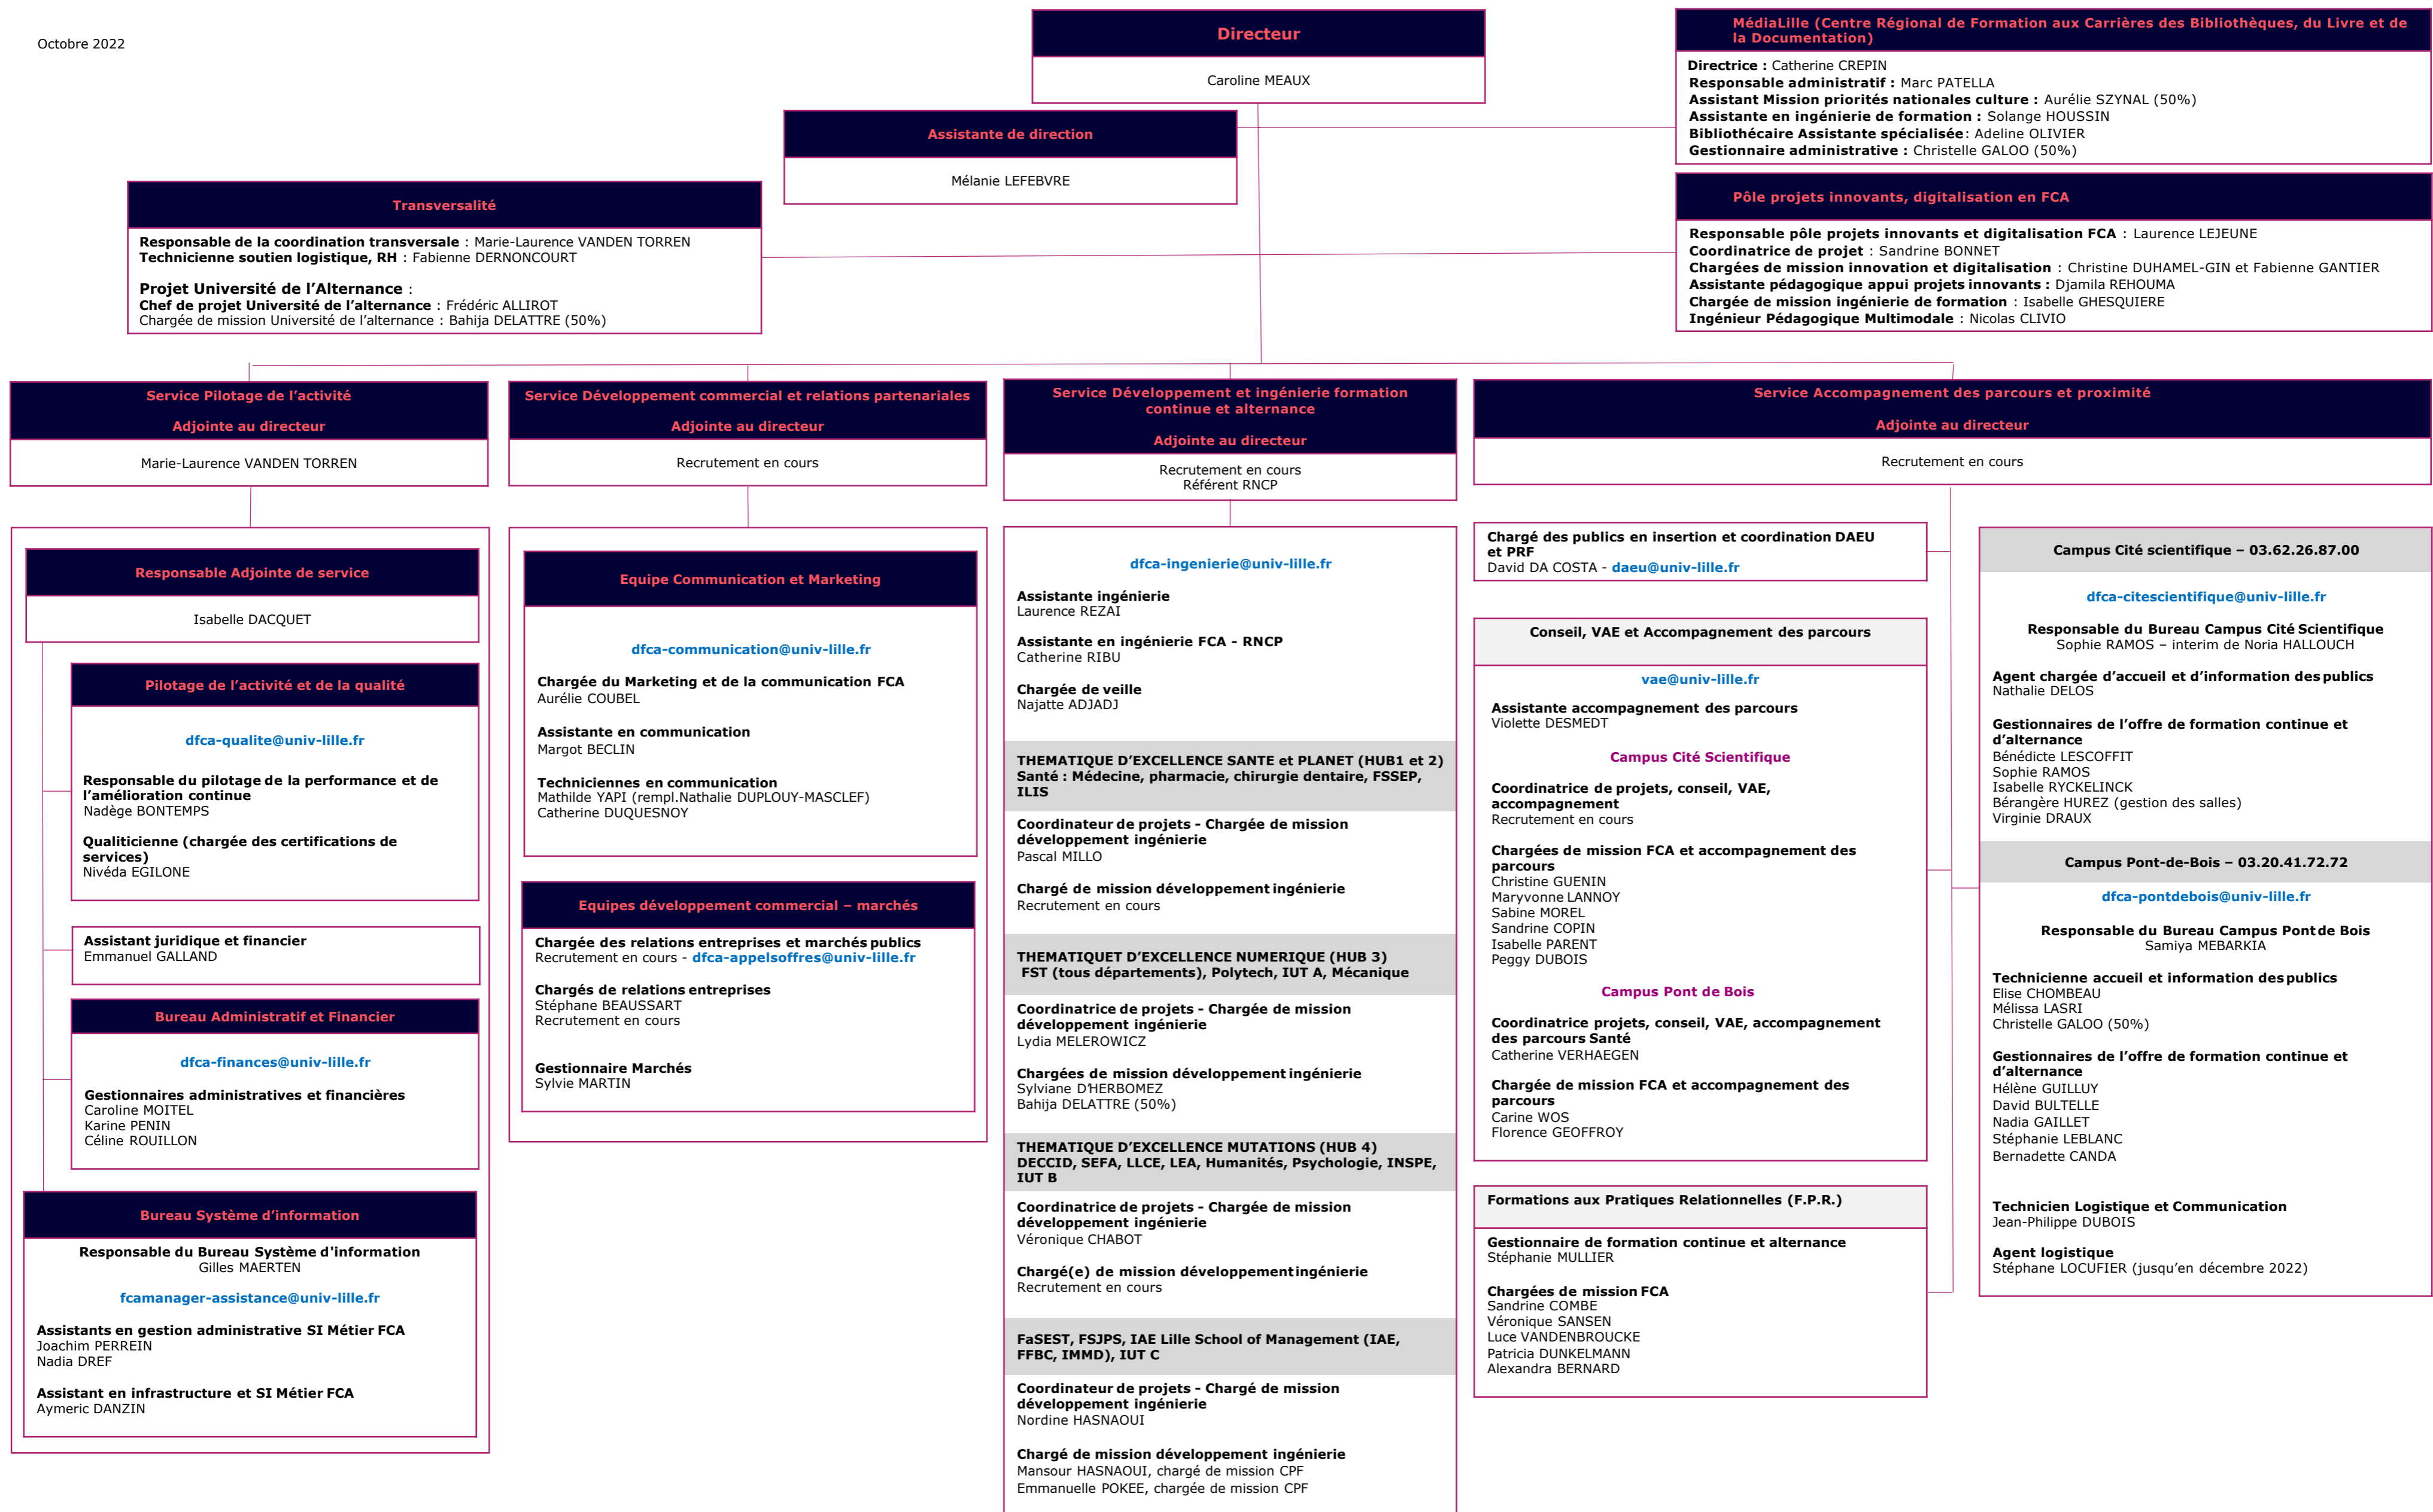 Octobre 2022
Directeur
Caroline MEAUX
Assistante de direction
Mélanie LEFEBVRE
MédiaLille (Centre Régional de Formation aux Carrières des Bibliothèques, du Livre et de
la Documentation)
Directrice : Catherine CREPIN
Responsable administratif : Marc PATELLA
Assistant Mission priorités nationales culture : Aurélie SZYNAL (50%)
Assistante en ingénierie de formation : Solange HOUSSIN
Bibliothécaire Assistante spécialisée: Adeline OLIVIER
Gestionnaire administrative : Christelle GALOO (50%)
Transversalité
Responsable de la coordination transversale : Marie-Laurence VANDEN TORREN
Technicienne soutien logistique, RH : Fabienne DERNONCOURT
Projet Université de l’Alternance :
Chef de projet Université de l’alternance : Frédéric ALLIROT
Chargée de mission Université de l’alternance : Bahija DELATTRE (50%)
Pôle projets innovants, digitalisation en FCA
Responsable pôle projets innovants et digitalisation FCA : Laurence LEJEUNE
Coordinatrice de projet : Sandrine BONNET
Chargées de mission innovation et digitalisation : Christine DUHAMEL-GIN et Fabienne GANTIER
Assistante pédagogique appui projets innovants : Djamila REHOUMA
Chargée de mission ingénierie de formation : Isabelle GHESQUIERE
Ingénieur Pédagogique Multimodale : Nicolas CLIVIO
Service Pilotage de l’activité
Adjointe au directeur
Marie-Laurence VANDEN TORREN
Responsable Adjointe de service
Isabelle DACQUET
Pilotage de l’activité et de la qualité
dfca-qualite@univ-lille.fr
Responsable du pilotage de la performance et de
l’amélioration continue
Nadège BONTEMPS
Qualiticienne (chargée des certifications de
services)
Nivéda EGILONE
Assistant juridique et financier
Emmanuel GALLAND
Bureau Administratif et Financier
dfca-finances@univ-lille.fr
Gestionnaires administratives et financières
Caroline MOITEL
Karine PENIN
Céline ROUILLON
Bureau Système d’information
Responsable du Bureau Système d'information
Gilles MAERTEN
fcamanager-assistance@univ-lille.fr
Assistants en gestion administrative SI Métier FCA
Joachim PERREIN
Nadia DREF
Assistant en infrastructure et SI Métier FCA
Aymeric DANZIN
Service Développement commercial et relations partenariales
Adjointe au directeur
Recrutement en cours
Equipe Communication et Marketing
dfca-communication@univ-lille.fr
Chargée du Marketing et de la communication FCA
Aurélie COUBEL
Assistante en communication
Margot BECLIN
Techniciennes en communication
Mathilde YAPI (rempl.Nathalie DUPLOUY-MASCLEF)
Catherine DUQUESNOY
Equipes développement commercial – marchés
Chargée des relations entreprises et marchés publics
Recrutement en cours - dfca-appelsoffres@univ-lille.fr
Chargés de relations entreprises
Stéphane BEAUSSART
Recrutement en cours
Gestionnaire Marchés
Sylvie MARTIN
Service Développement et ingénierie formation
continue et alternance
Adjointe au directeur
Recrutement en cours
Référent RNCP
dfca-ingenierie@univ-lille.fr
Assistante ingénierie
Laurence REZAI
Assistante en ingénierie FCA - RNCP
Catherine RIBU
Chargée de veille
Najatte ADJADJ
THEMATIQUE D’EXCELLENCE SANTE et PLANET (HUB1 et 2)
Santé : Médecine, pharmacie, chirurgie dentaire, FSSEP,
ILIS
Coordinateur de projets - Chargée de mission
développement ingénierie
Pascal MILLO
Chargé de mission développement ingénierie
Recrutement en cours
THEMATIQUET D’EXCELLENCE NUMERIQUE (HUB 3)
FST (tous départements), Polytech, IUT A, Mécanique
Coordinatrice de projets - Chargée de mission
développement ingénierie
Lydia MELEROWICZ
Chargées de mission développement ingénierie
Sylviane D’HERBOMEZ
Bahija DELATTRE (50%)
THEMATIQUE D’EXCELLENCE MUTATIONS (HUB 4)
DECCID, SEFA, LLCE, LEA, Humanités, Psychologie, INSPE,
IUT B
Coordinatrice de projets - Chargée de mission
développement ingénierie
Véronique CHABOT
Chargé(e) de mission développement ingénierie
Recrutement en cours
FaSEST, FSJPS, IAE Lille School of Management (IAE,
FFBC, IMMD), IUT C
Coordinateur de projets - Chargé de mission
développement ingénierie
Nordine HASNAOUI
Chargé de mission développement ingénierie
Mansour HASNAOUI, chargé de mission CPF
Emmanuelle POKEE, chargée de mission CPF
Service Accompagnement des parcours et proximité
Adjointe au directeur
Recrutement en cours
Chargé des publics en insertion et coordination DAEU
et PRF
David DA COSTA - daeu@univ-lille.fr
Conseil, VAE et Accompagnement des parcours
vae@univ-lille.fr
Assistante accompagnement des parcours
Violette DESMEDT
Campus Cité Scientifique
Coordinatrice de projets, conseil, VAE,
accompagnement
Recrutement en cours
Chargées de mission FCA et accompagnement des
parcours
Christine GUENIN
Maryvonne LANNOY
Sabine MOREL
Sandrine COPIN
Isabelle PARENT
Peggy DUBOIS
Campus Pont de Bois
Coordinatrice projets, conseil, VAE, accompagnement
des parcours Santé
Catherine VERHAEGEN
Chargée de mission FCA et accompagnement des
parcours
Carine WOS
Florence GEOFFROY
Formations aux Pratiques Relationnelles (F.P.R.)
Gestionnaire de formation continue et alternance
Stéphanie MULLIER
Chargées de mission FCA
Sandrine COMBE
Véronique SANSEN
Luce VANDENBROUCKE
Patricia DUNKELMANN
Alexandra BERNARD
Campus Cité scientifique – 03.62.26.87.00
dfca-citescientifique@univ-lille.fr
Responsable du Bureau Campus Cité Scientifique
Sophie RAMOS – interim de Noria HALLOUCH
Agent chargée d’accueil et d’information des publics
Nathalie DELOS
Gestionnaires de l’offre de formation continue et
d’alternance
Bénédicte LESCOFFIT
Sophie RAMOS
Isabelle RYCKELINCK
Bérangère HUREZ (gestion des salles)
Virginie DRAUX
Campus Pont-de-Bois – 03.20.41.72.72
dfca-pontdebois@univ-lille.fr
Responsable du Bureau Campus Pont de Bois
Samiya MEBARKIA
Technicienne accueil et information des publics
Elise CHOMBEAU
Mélissa LASRI
Christelle GALOO (50%)
Gestionnaires de l’offre de formation continue et
d’alternance
Hélène GUILLUY
David BULTELLE
Nadia GAILLET
Stéphanie LEBLANC
Bernadette CANDA
Technicien Logistique et Communication
Jean-Philippe DUBOIS
Agent logistique
Stéphane LOCUFIER (jusqu’en décembre 2022)